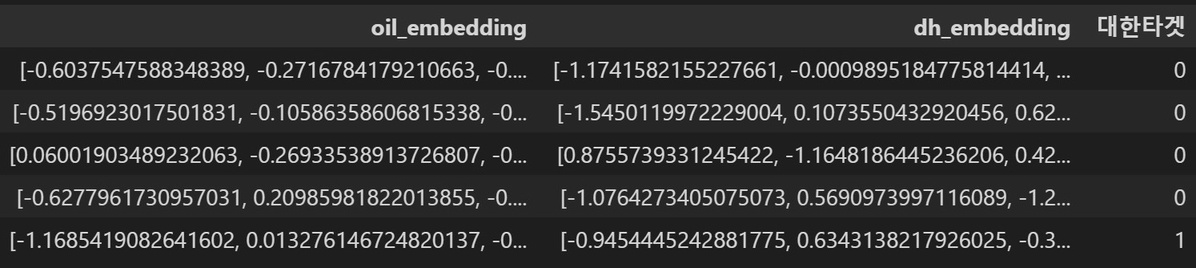 oil_embedding dh_embedding 대한타겟
[-0.6037547588348389, -0.2716784179210663, -0.... [-1.1741582155227661, -0.0009895184775814414, ... 0
[-0.5196923017501831, -0.10586358606815338, -0... [-1.5450119972229004, 0.1073550432920456, 0.62... 0
[0.06001903489232063, -0.26933538913726807, -0... [0.8755739331245422, -1.1648186445236206, 0.42... 0
[-0.6277961730957031, 0.20985981822013855, -0.... [-1.0764273405075073, 0.5690973997116089, -1.2... 0
[-1.1685419082641602, 0.013276146724820137, -0... [-0.9454445242881775, 0.6343138217926025, -0.3... 1